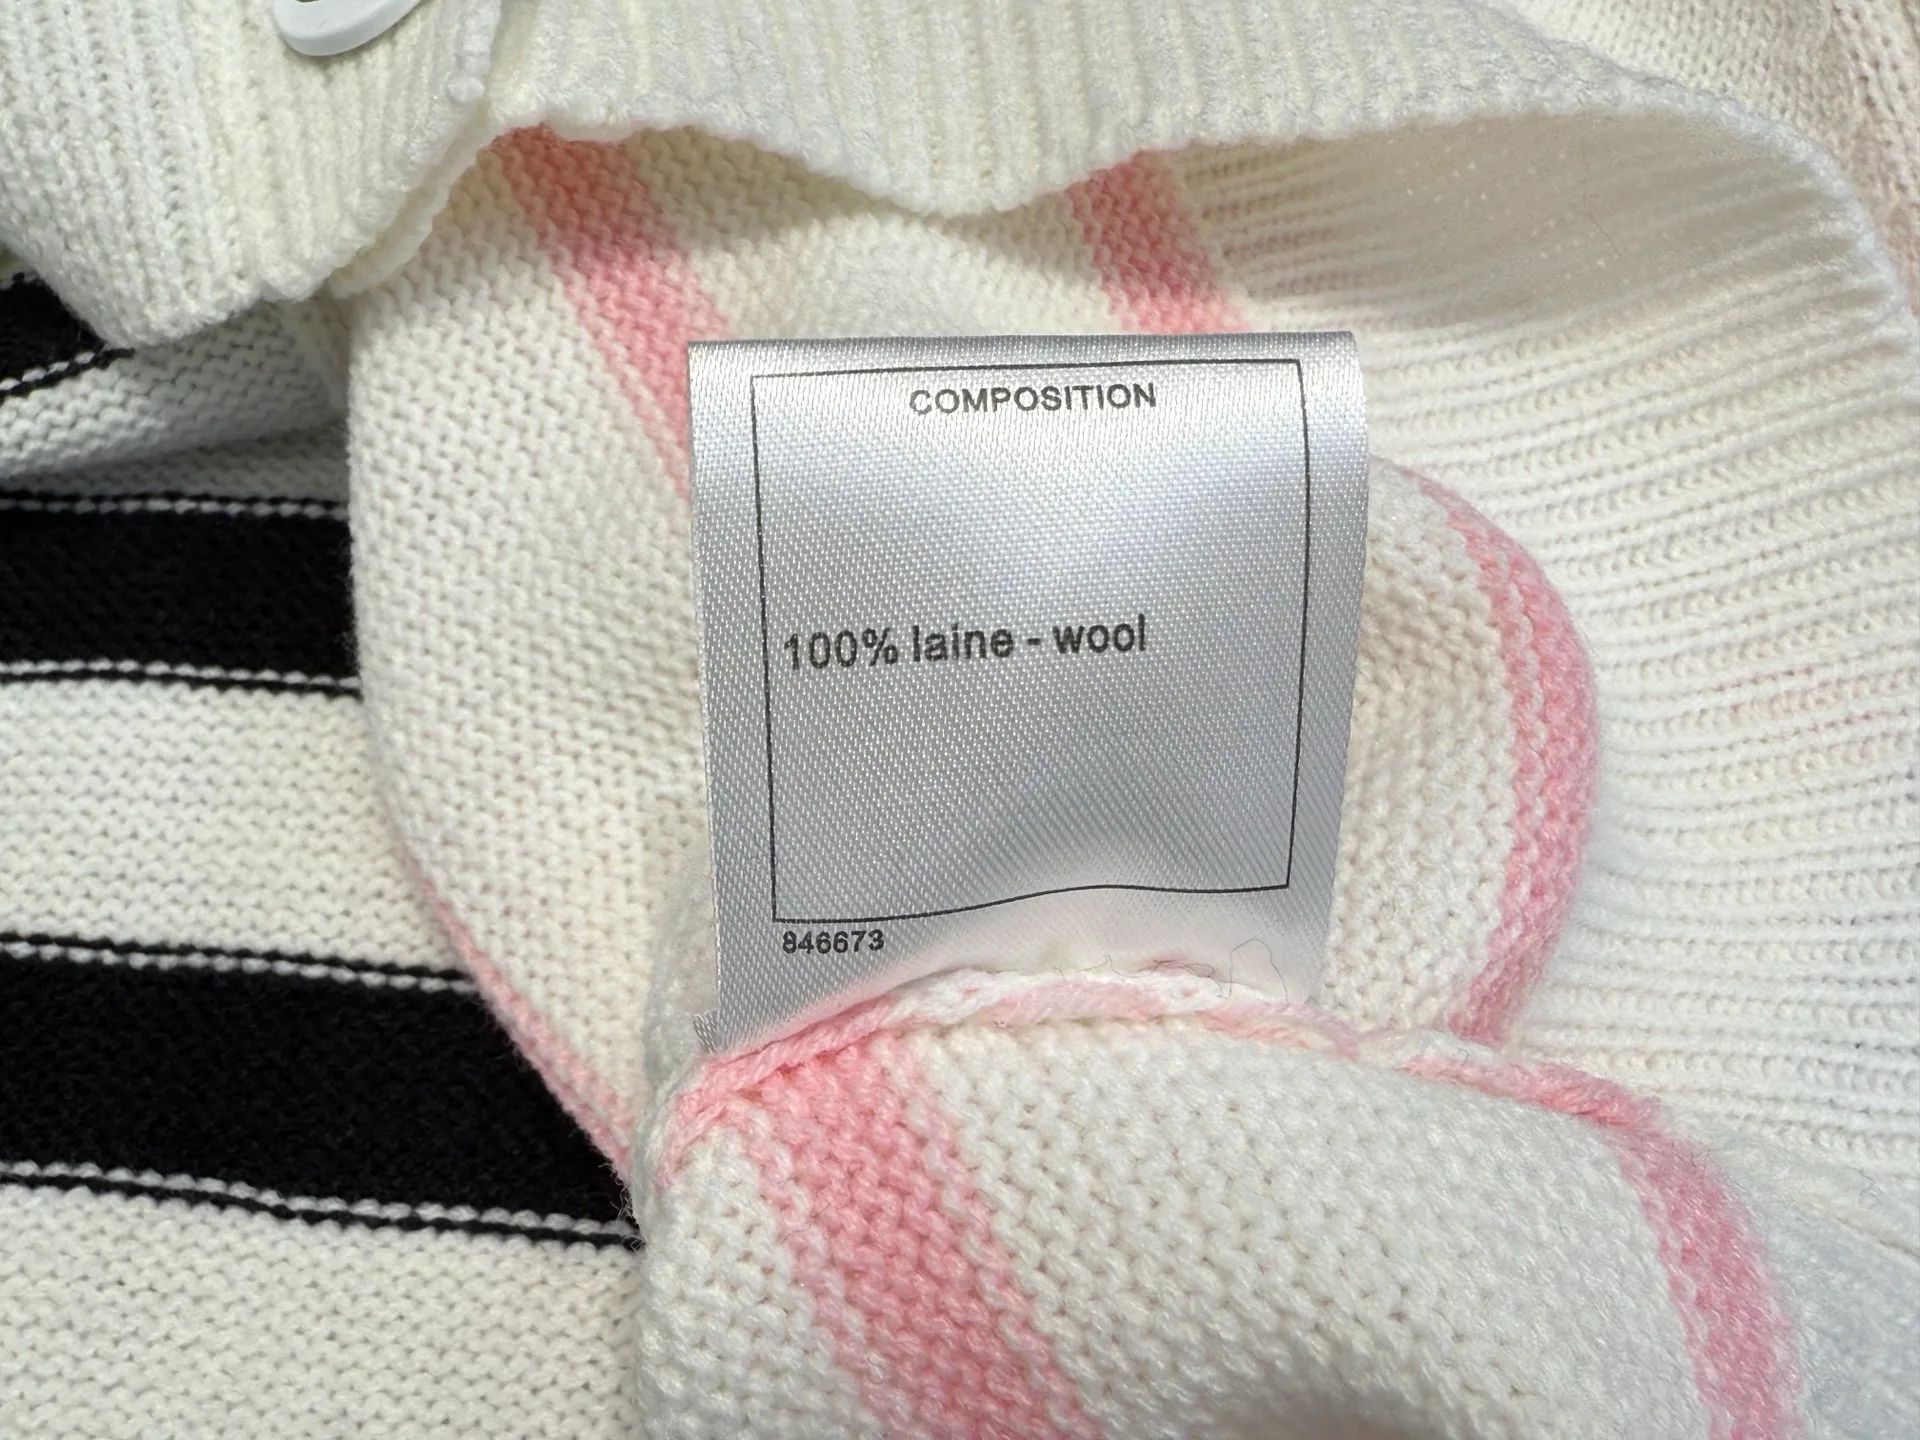 COMPOSITION
100% laine - wool
846673